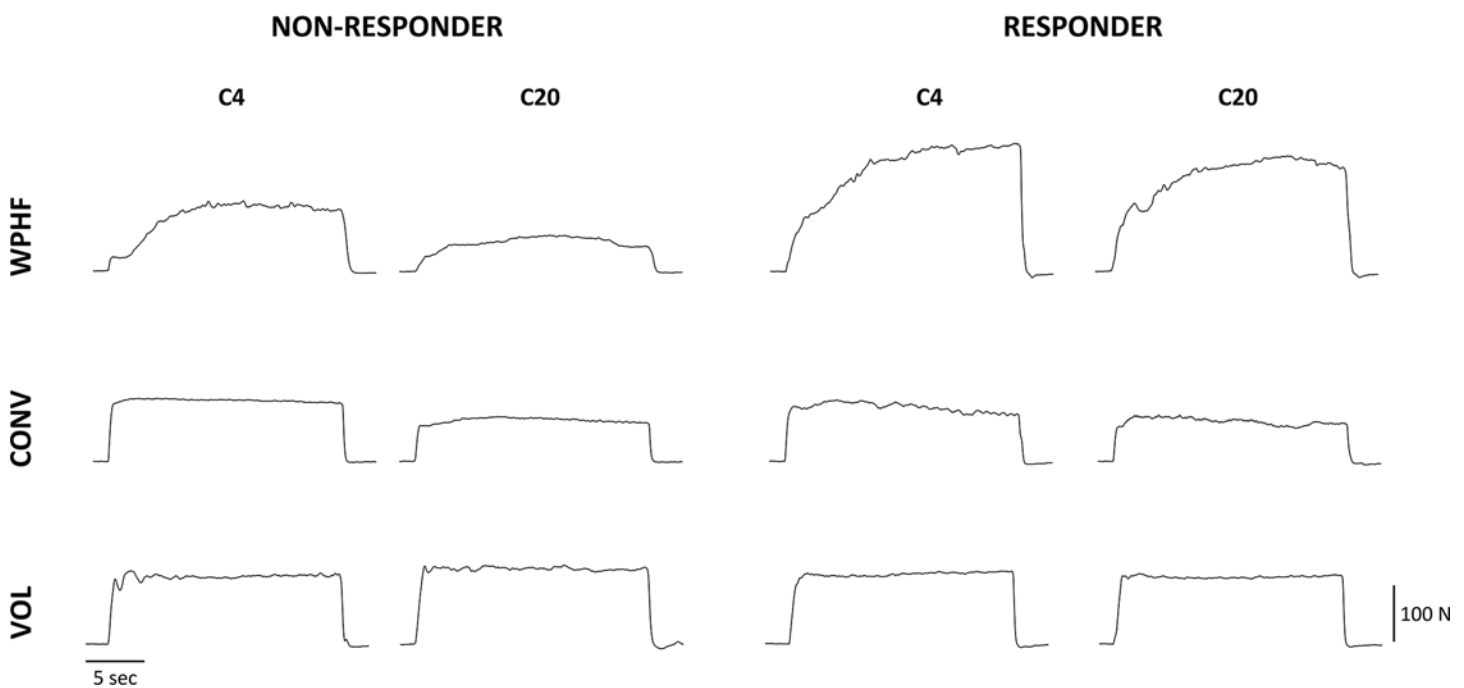 NON-RESPONDER RESPONDER
C4 C20 C4 C20
WPHF
CONV
VOL
100 N
5 sec